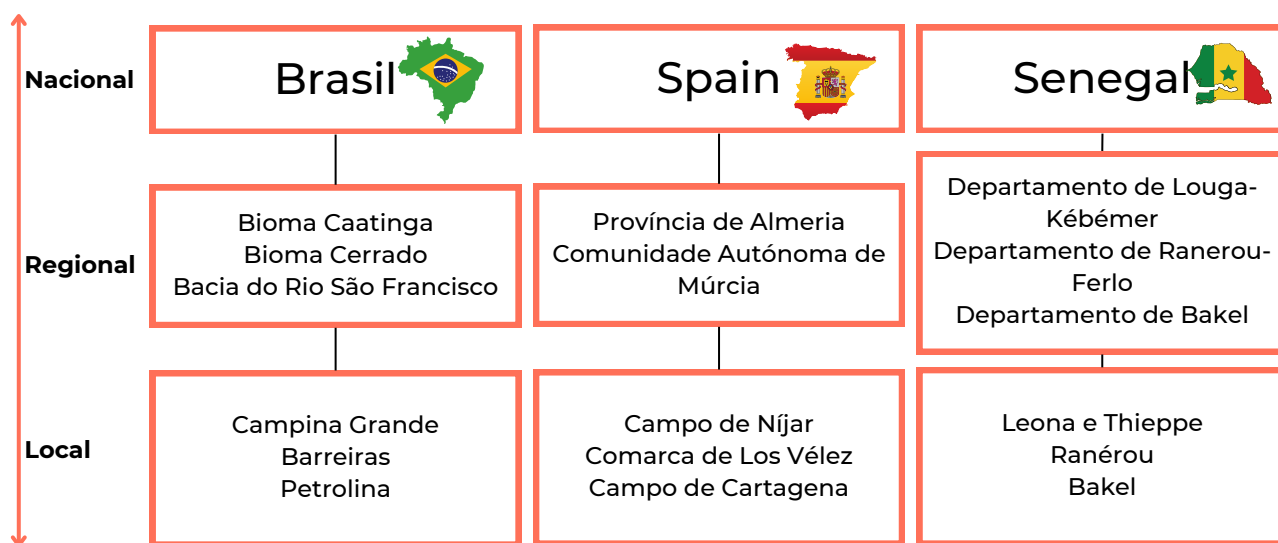 Nacional
Brasil
Spain
Senegal
Regional
Bioma Caatinga
Bioma Cerrado
Bacia do Rio São Francisco
Província de Almeria
Comunidade Autónoma de
Múrcia
Departamento de Louga-
Kébémer
Departamento de Ranerou-
Ferlo
Departamento de Bakel
Local
Campina Grande
Barreiras
Petrolina
Campo de Níjar
Comarca de Los Vélez
Campo de Cartagena
Leona e Thieppe
Ranérou
Bakel